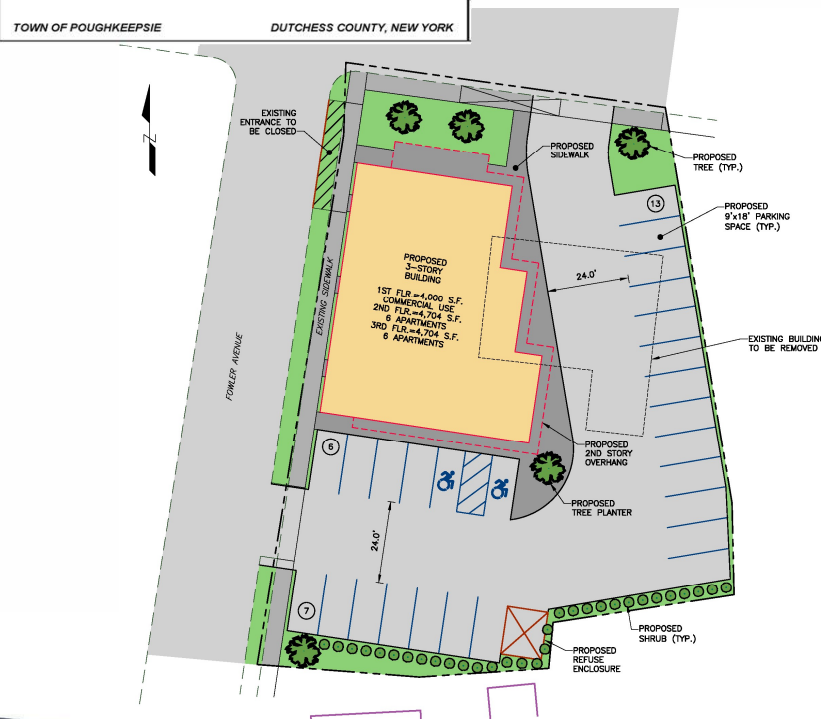 TOWN OF POUGHKEEPSIE
DUTCHESS COUNTY, NEW YORK
N
EXISTING
ENTRANCE TO
BE CLOSED
PROPOSED
SIDEWALK
PROPOSED
TREE (TYP.)
13
PROPOSED
9'x18' PARKING
SPACE (TYP.)
PROPOSED
3-STORY
BUILDING
1ST FLR.=4,000 S.F.
COMMERCIAL USE
2ND FLR.=4,704 S.F.
6 APARTMENTS
3RD FLR.=4,704 S.F.
6 APARTMENTS
24.0'
EXISTING SIDEWALK
FOWLER AVENUE
EXISTING BUILDING
TO BE REMOVED
6
PROPOSED
2ND STORY
OVERHANG
PROPOSED
TREE PLANTER
24.0'
7
PROPOSED
SHRUB (TYP.)
PROPOSED
REFUSE
ENCLOSURE